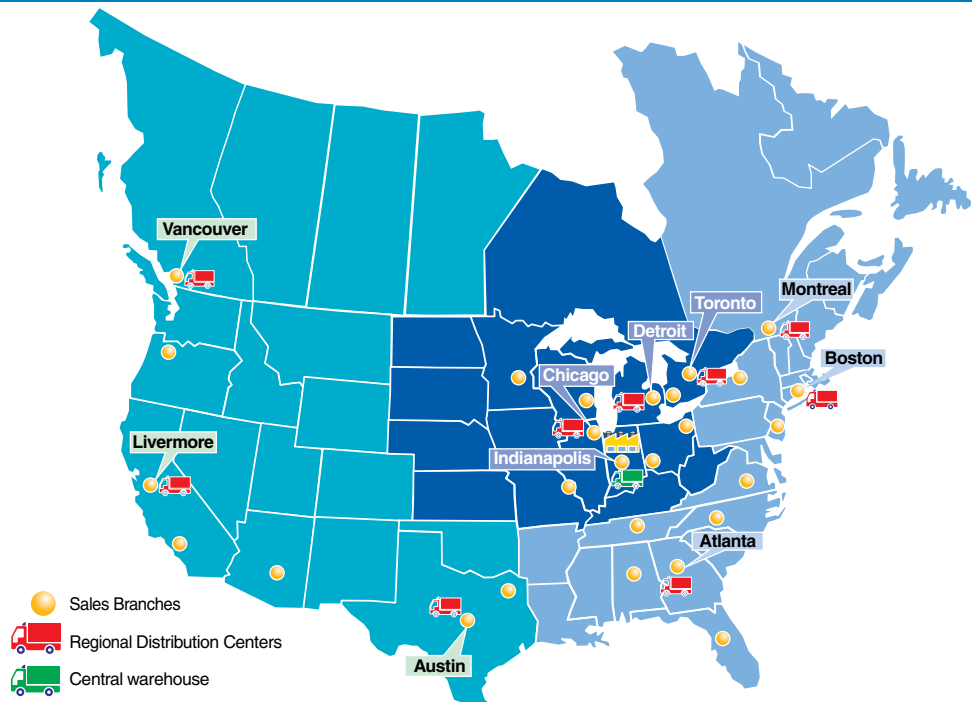 Vancouver
Montreal
Toronto
Detroit
Boston
Chicago
Livermore
Indianapolis
Atlanta
Sales Branches
Regional Distribution Centers
Austin
Central warehouse